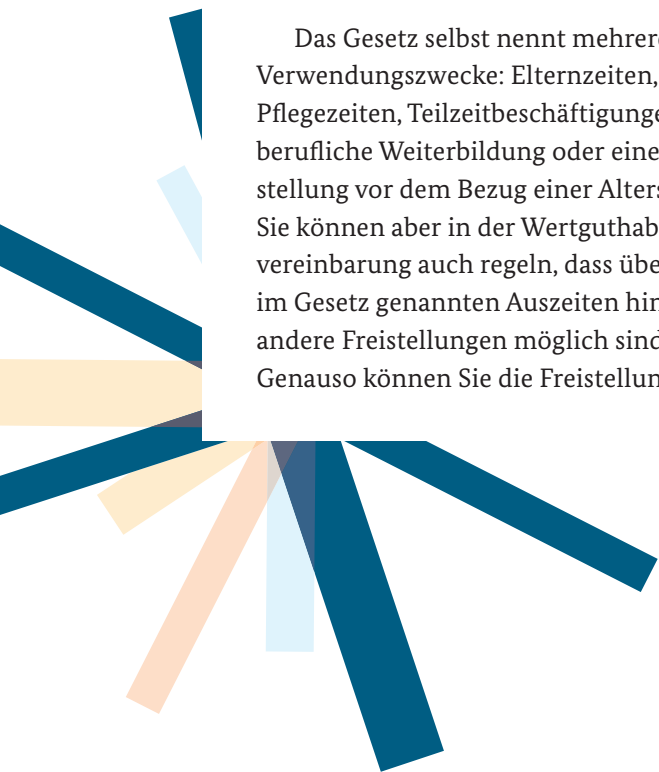 Das Gesetz selbst nennt mehrer
Verwendungszwecke: Elternzeiten,
Pflegezeiten, Teilzeitbeschäftigung
berufliche Weiterbildung oder eine
stellung vor dem Bezug einer Alters
Sie können aber in der Wertguthab
vereinbarung auch regeln, dass übe
im Gesetz genannten Auszeiten hin
andere Freistellungen möglich sind
Genauso können Sie die Freistellun